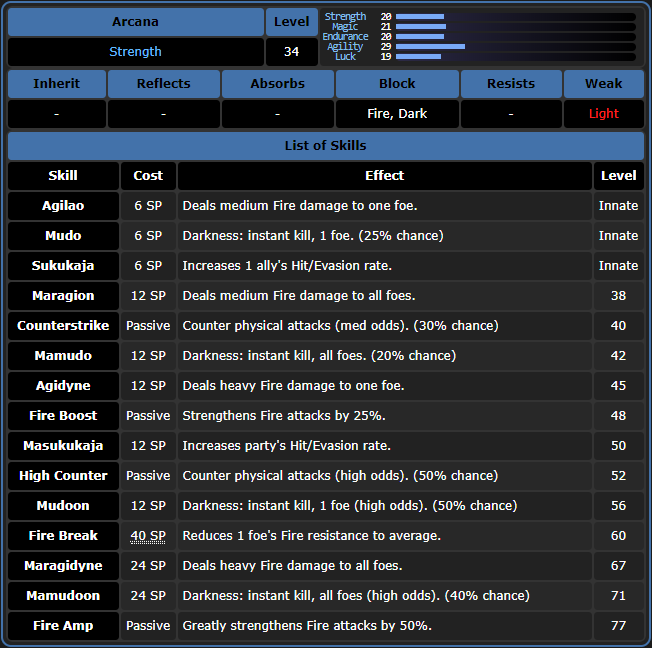 Arcana Level
Strength 34
Strength 20
Magic 21
Endurance 20
Agility 29
Luck 19
Inherit Reflects Absorbs Block Resists Weak
- - - Fire, Dark - Light
List of Skills
Skill Cost Effect Level
Agilao 6 SP Deals medium Fire damage to one foe. Innate
Mudo 6 SP Darkness: instant kill, 1 foe. (25% chance) Innate
Sukukaja 6 SP Increases 1 ally's Hit/Evasion rate. Innate
Maragion 12 SP Deals medium Fire damage to all foes. 38
Counterstrike Passive Counter physical attacks (med odds). (30% chance) 40
Mamudo 12 SP Darkness: instant kill, all foes. (20% chance) 42
Agidyne 12 SP Deals heavy Fire damage to one foe. 45
Fire Boost Passive Strengthens Fire attacks by 25%. 48
Masukukaja 12 SP Increases party's Hit/Evasion rate. 50
High Counter Passive Counter physical attacks (high odds). (50% chance) 52
Mudoon 12 SP Darkness: instant kill, 1 foe (high odds). (50% chance) 56
Fire Break 40 SP Reduces 1 foe's Fire resistance to average. 60
Maragidyne 24 SP Deals heavy Fire damage to all foes. 67
Mamudoon 24 SP Darkness: instant kill, all foes (high odds). (40% chance) 71
Fire Amp Passive Greatly strengthens Fire attacks by 50%. 77